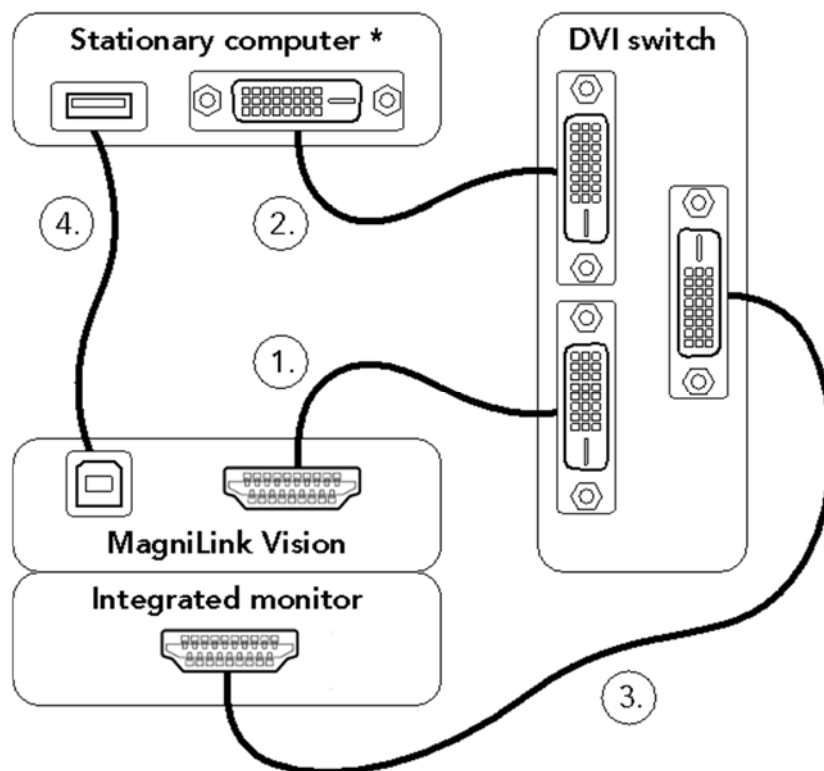 Stationary computer *
DVI switch
4.
2.
1.
MagniLink Vision
Integrated monitor
3.